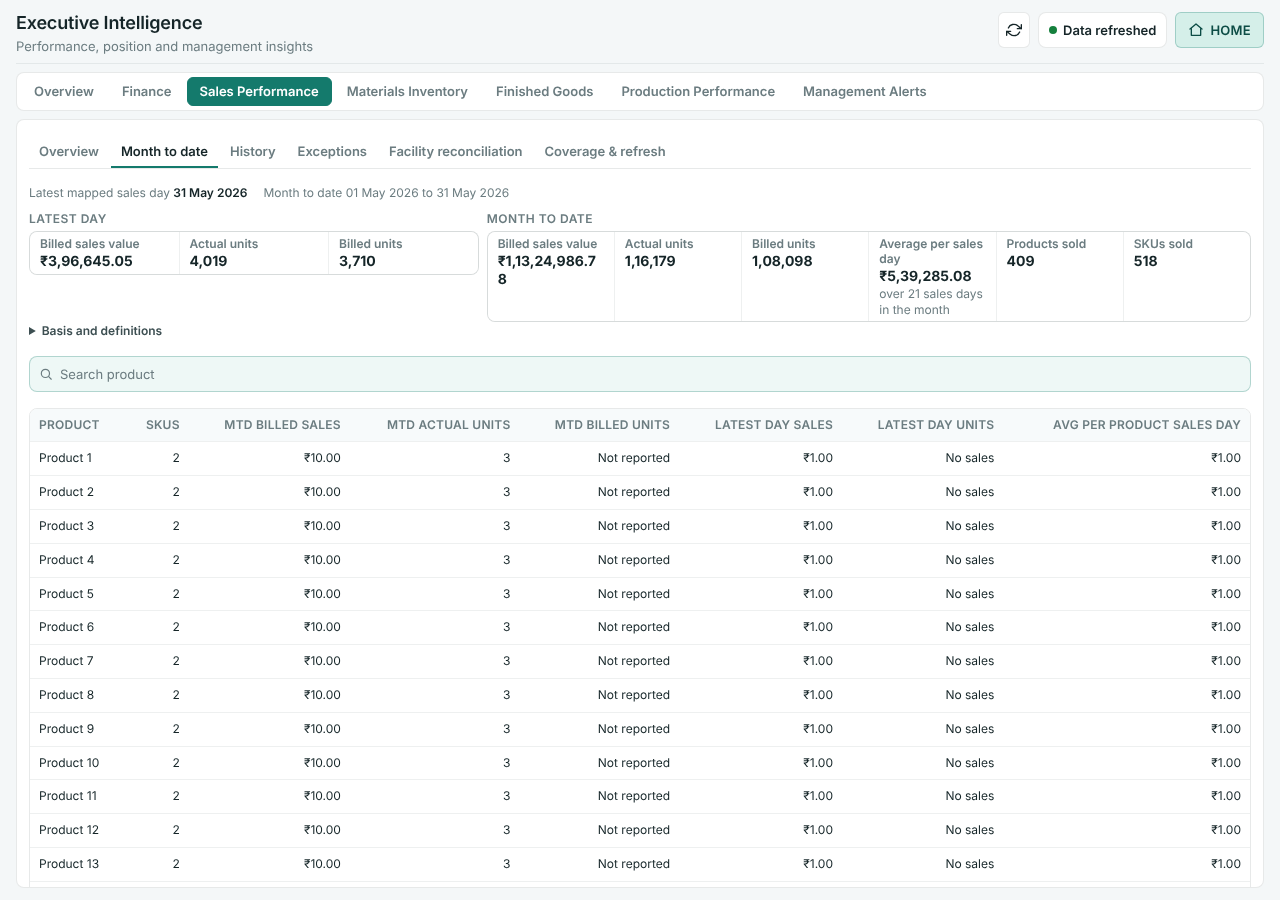 Executive Intelligence
Performance, position and management insights
Data refreshed
HOME
Overview Finance Sales Performance Materials Inventory Finished Goods Production Performance Management Alerts
Overview Month to date History Exceptions Facility reconciliation Coverage & refresh
Latest mapped sales day 31 May 2026 Month to date 01 May 2026 to 31 May 2026
LATEST DAY
Billed sales value
₹3,96,645.05
Actual units
4,019
Billed units
3,710
MONTH TO DATE
Billed sales value
₹1,13,24,986.7
8
Actual units
1,16,179
Billed units
1,08,098
Average per sales
day
₹5,39,285.08
over 21 sales days
in the month
Products sold
409
SKUs sold
518
Basis and definitions
Search product
PRODUCT SKUS MTD BILLED SALES MTD ACTUAL UNITS MTD BILLED UNITS LATEST DAY SALES LATEST DAY UNITS AVG PER PRODUCT SALES DAY
Product 1 2 ₹10.00 3 Not reported ₹1.00 No sales ₹1.00
Product 2 2 ₹10.00 3 Not reported ₹1.00 No sales ₹1.00
Product 3 2 ₹10.00 3 Not reported ₹1.00 No sales ₹1.00
Product 4 2 ₹10.00 3 Not reported ₹1.00 No sales ₹1.00
Product 5 2 ₹10.00 3 Not reported ₹1.00 No sales ₹1.00
Product 6 2 ₹10.00 3 Not reported ₹1.00 No sales ₹1.00
Product 7 2 ₹10.00 3 Not reported ₹1.00 No sales ₹1.00
Product 8 2 ₹10.00 3 Not reported ₹1.00 No sales ₹1.00
Product 9 2 ₹10.00 3 Not reported ₹1.00 No sales ₹1.00
Product 10 2 ₹10.00 3 Not reported ₹1.00 No sales ₹1.00
Product 11 2 ₹10.00 3 Not reported ₹1.00 No sales ₹1.00
Product 12 2 ₹10.00 3 Not reported ₹1.00 No sales ₹1.00
Product 13 2 ₹10.00 3 Not reported ₹1.00 No sales ₹1.00